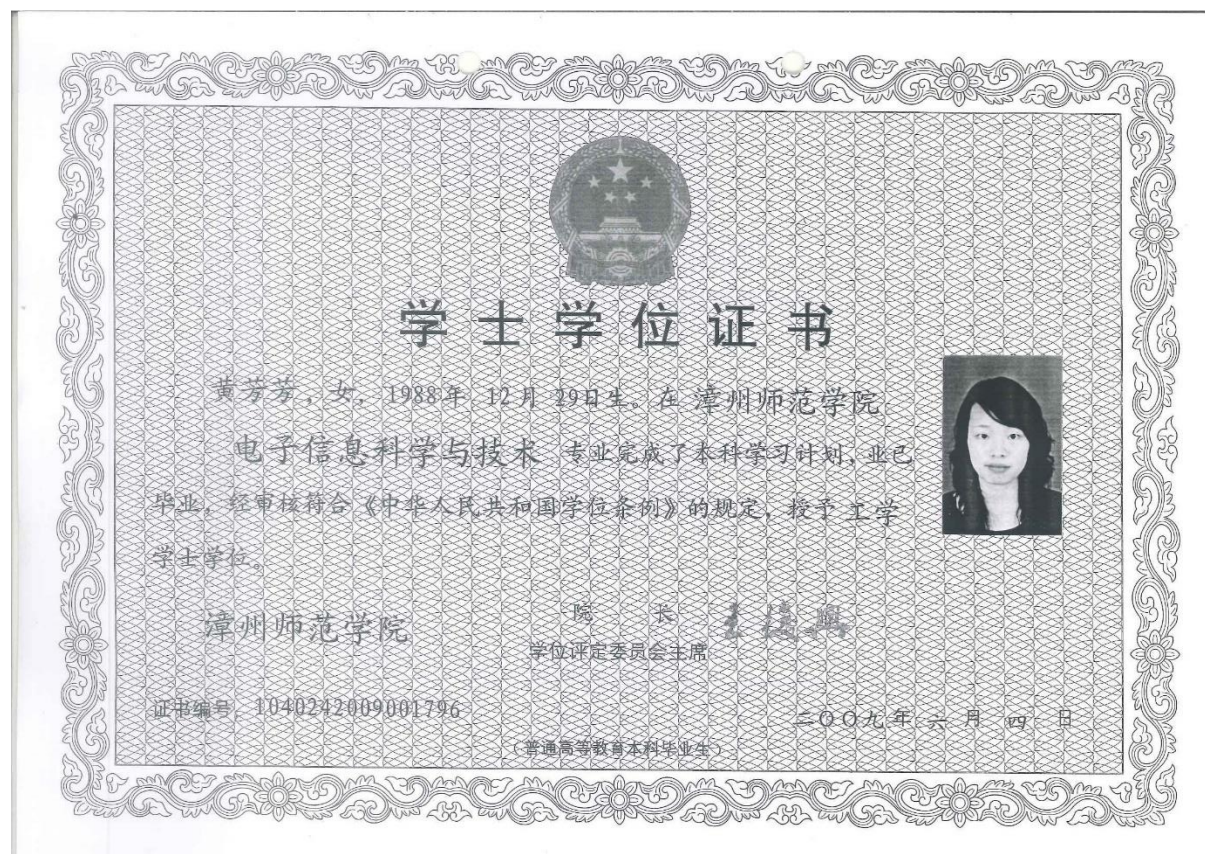 学士学位证书
黄芳芳，女，1988年 12月 29日生。在 漳州师范学院
电子信息科学与技术 专业完成了本科学习计划，业已
毕业，经审核符合《中华人民共和国学位条例》的规定，授予 工学
学士学位。
漳州师范学院
院 长
学位评定委员会主席
证书编号：1040242009001796
二〇〇九年 六 月 四 日
（普通高等教育本科毕业生）